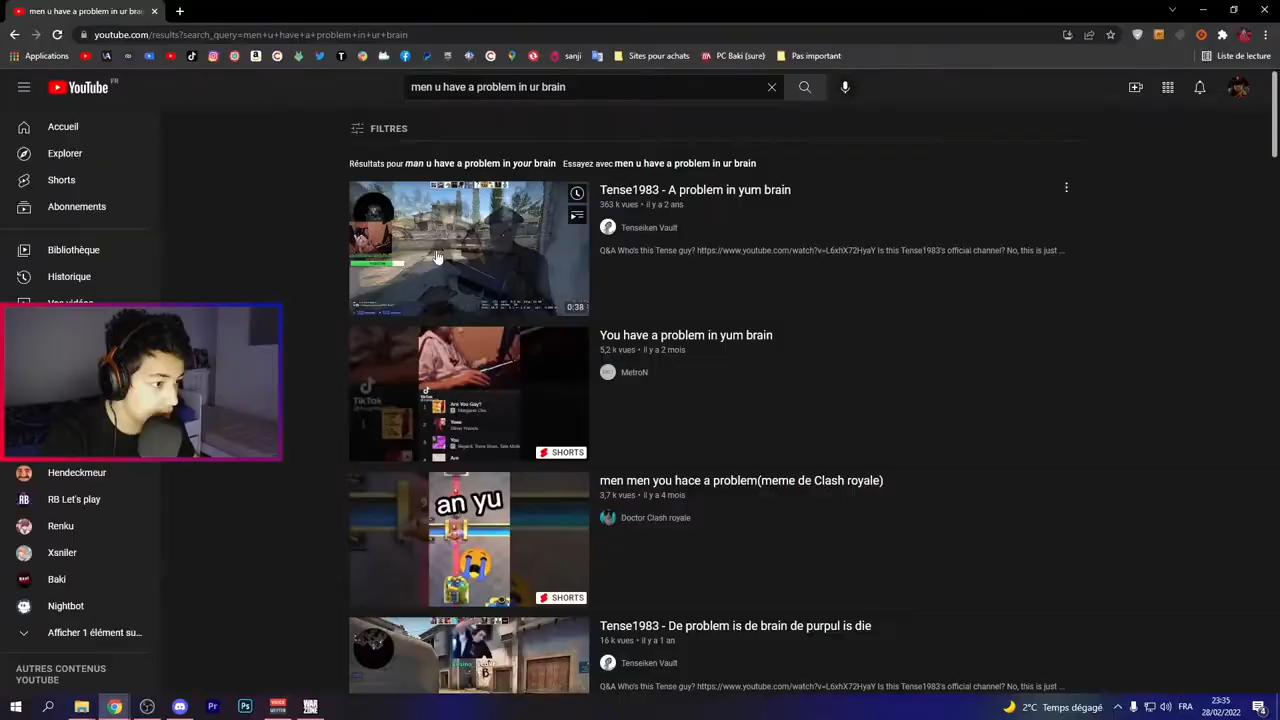 men u have a problem in ur brai
youtube.com/results?search_query=men+u+have+a+problem+in+ur+brain
Applications
Sites pour achats
PC Baki (sure)
Pas important
Liste de lecture
sanji
YouTube
FR
men u have a problem in ur brain
Accueil
Explorer
Shorts
Abonnements
Bibliothèque
Historique
Hendeckmeur
RB Let's play
Renku
Xsniler
Baki
Nightbot
Afficher 1 élément su...
AUTRES CONTENUS
YOUTUBE
FILTRES
Résultats pour man u have a problem in your brain Essayez avec men u have a problem in ur brain
0:38
Tense1983 - A problem in yum brain
363 k vues • il y a 2 ans
Tenseiken Vault
Q&A Who's this Tense guy? https://www.youtube.com/watch?v=L6xhX72HyaY Is this Tense1983's official channel? No, this is just ...
TikTok
Are You Gay?
You
Are
SHORTS
You have a problem in yum brain
5,2 k vues • il y a 2 mois
MetroN
an yu
SHORTS
men men you hace a problem(meme de Clash royale)
3,7 k vues • il y a 4 mois
Doctor Clash royale
Tense1983 - De problem is de brain de purpul is die
16 k vues • il y a 1 an
Tenseiken Vault
Q&A Who's this Tense guy? https://www.youtube.com/watch?v=L6xhX72HyaY Is this Tense1983's official channel? No, this is just ...
2°C Temps dégagé
FRA
23:35
28/02/2022